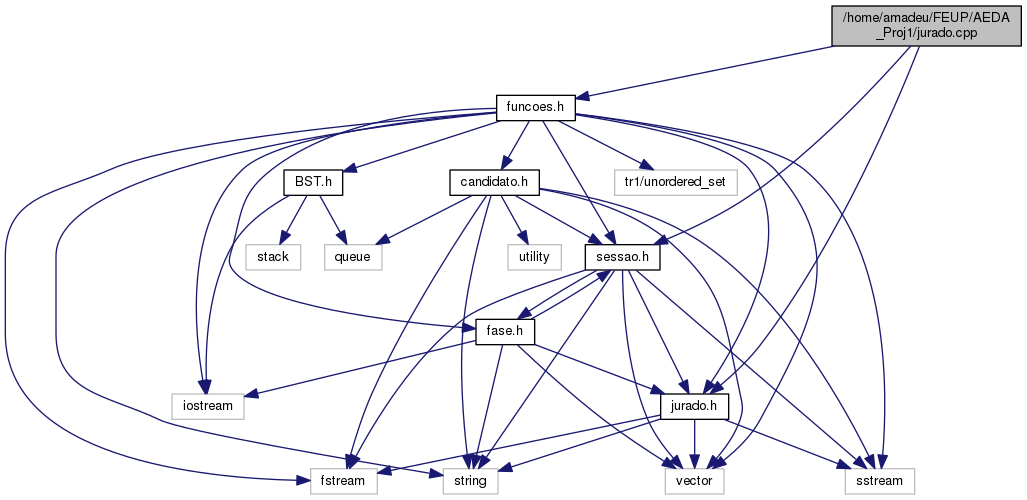 /home/amadeu/FEUP/AEDA
_Proj1/jurado.cpp
funcoes.h
BST.h
candidato.h
tr1/unordered_set
stack
queue
utility
sessao.h
fase.h
iostream
jurado.h
fstream
string
vector
sstream